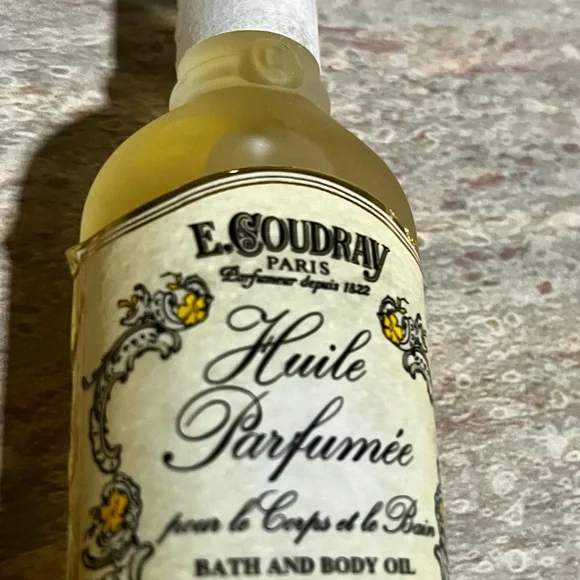 E. COUDRAY
PARIS
Parfumeur depuis 1822
Huile
Parfumée
pour le Corps et le Bain
BATH AND BODY OIL